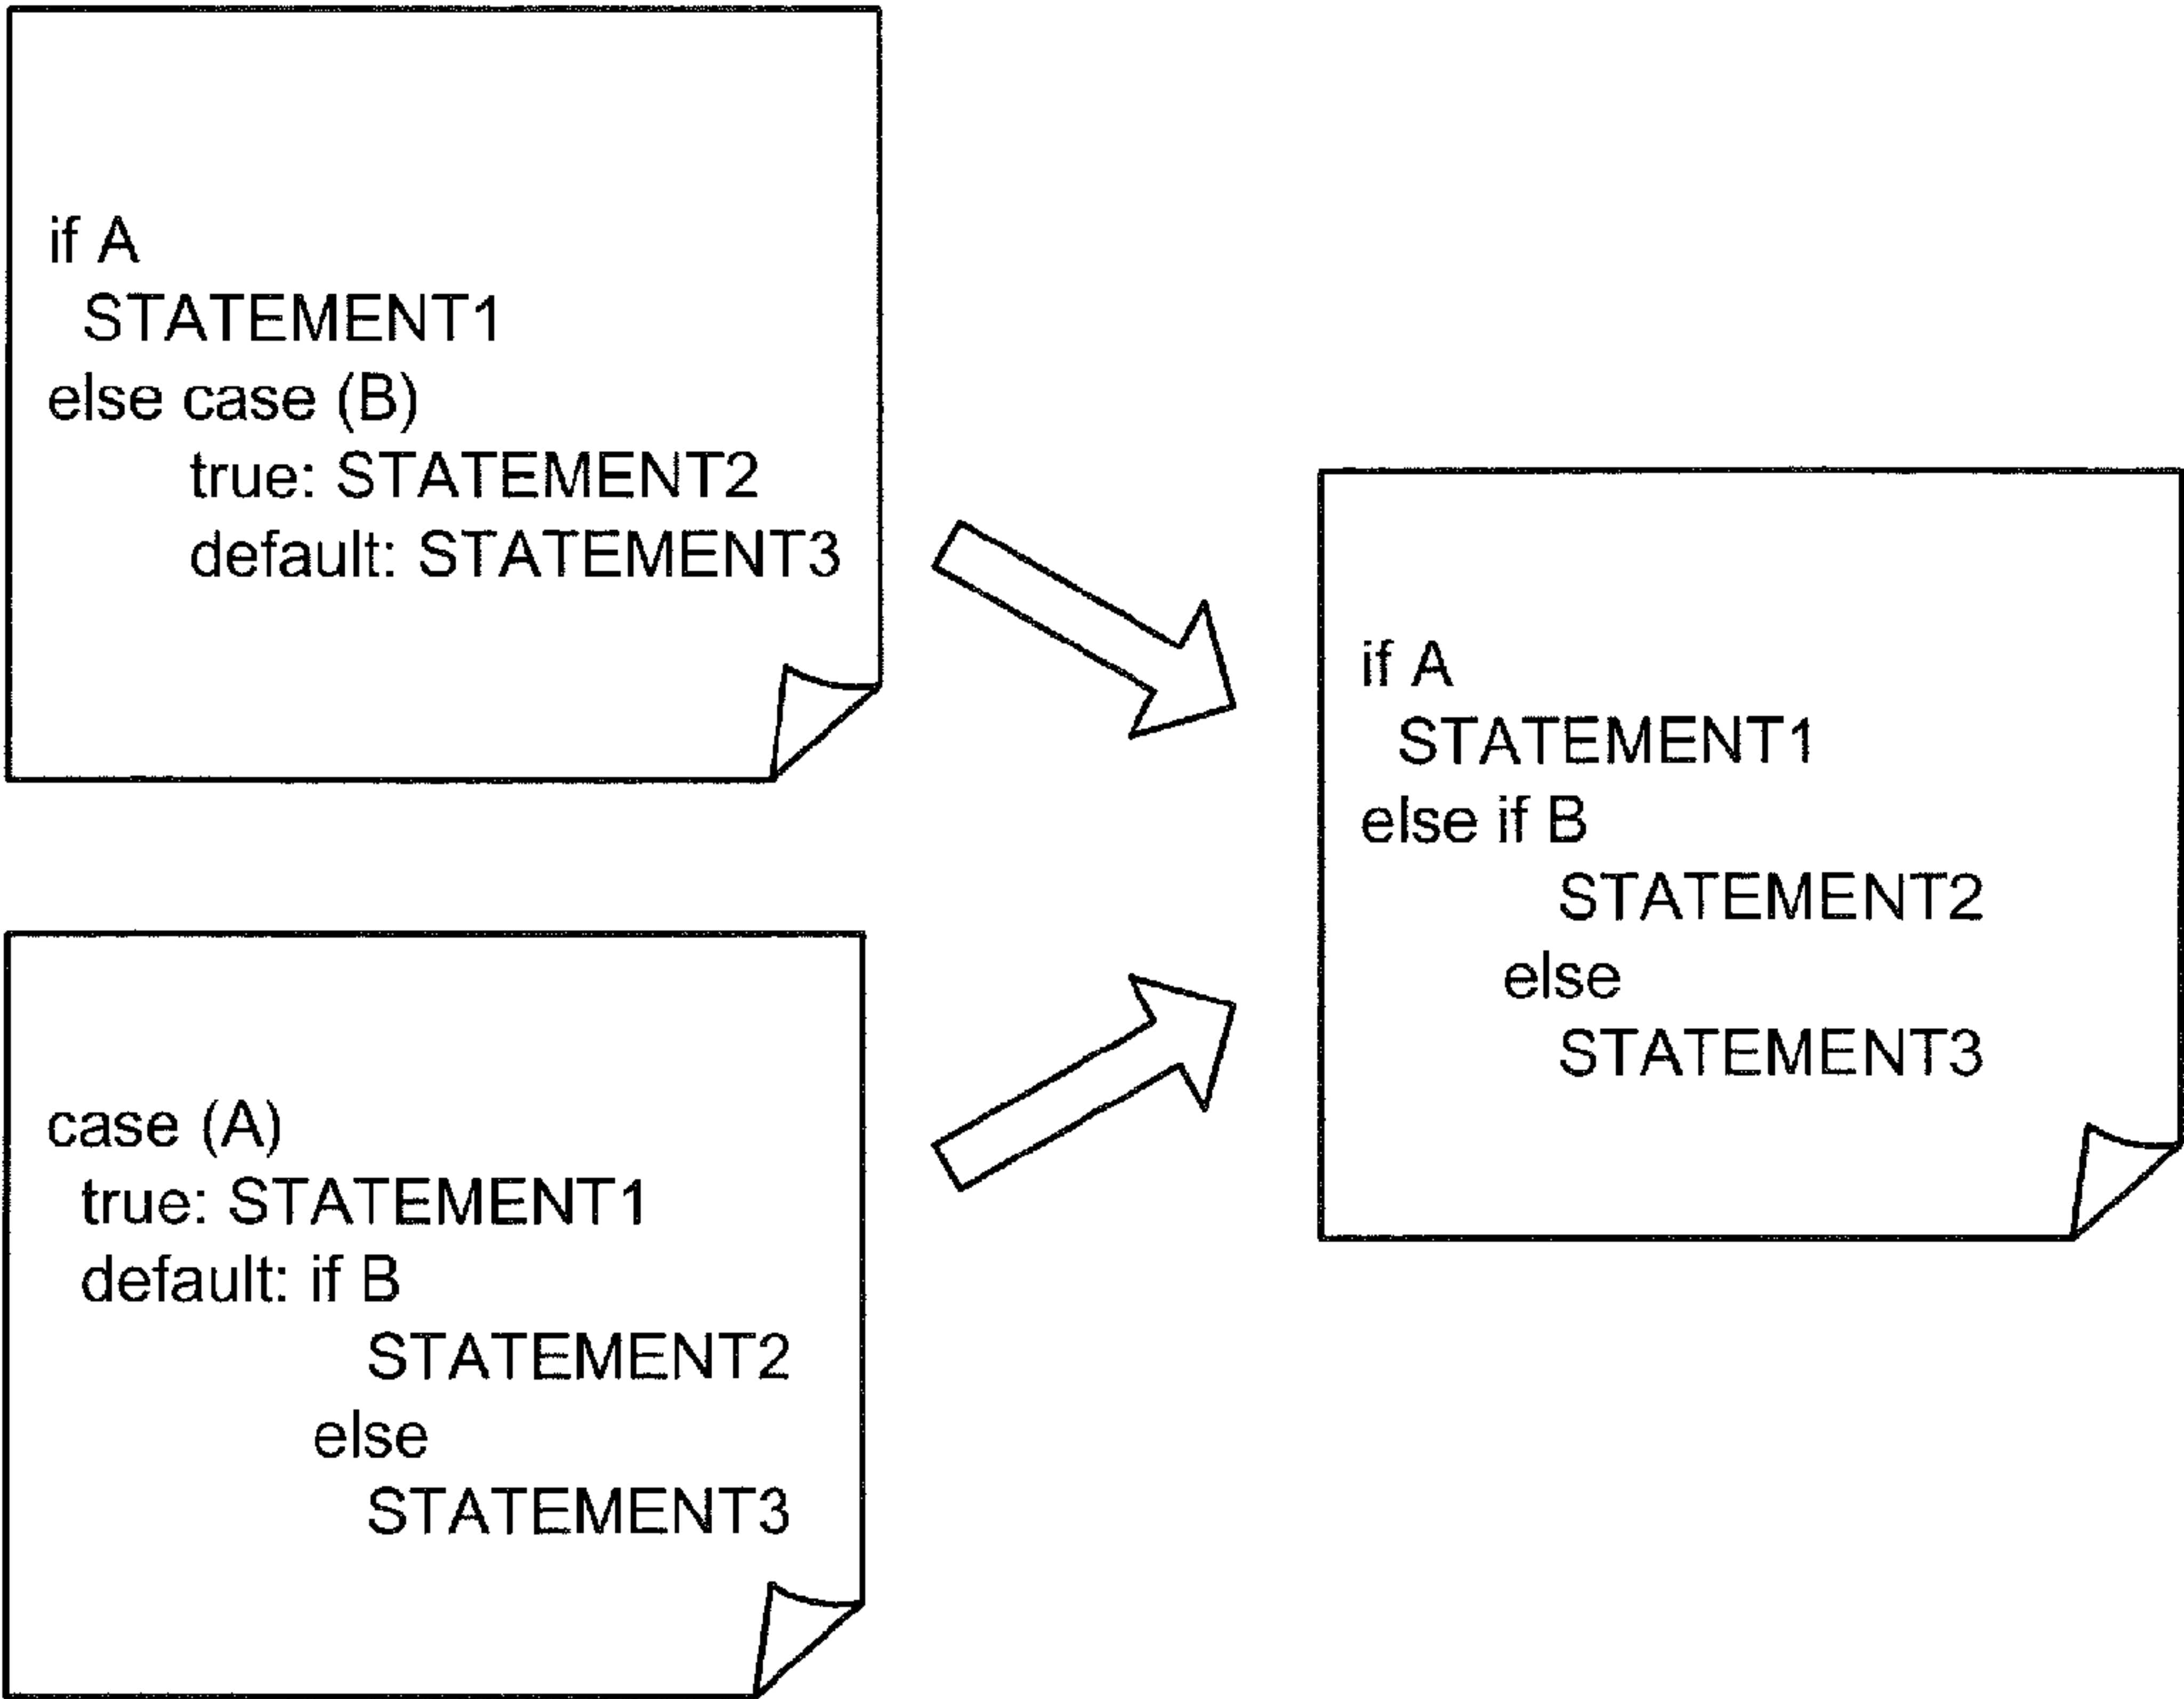 if A
STATEMENT1
else case (B)
true: STATEMENT2
default: STATEMENT3
case (A)
true: STATEMENT1
default: if B
STATEMENT2
else
STATEMENT3
if A
STATEMENT1
else if B
STATEMENT2
else
STATEMENT3